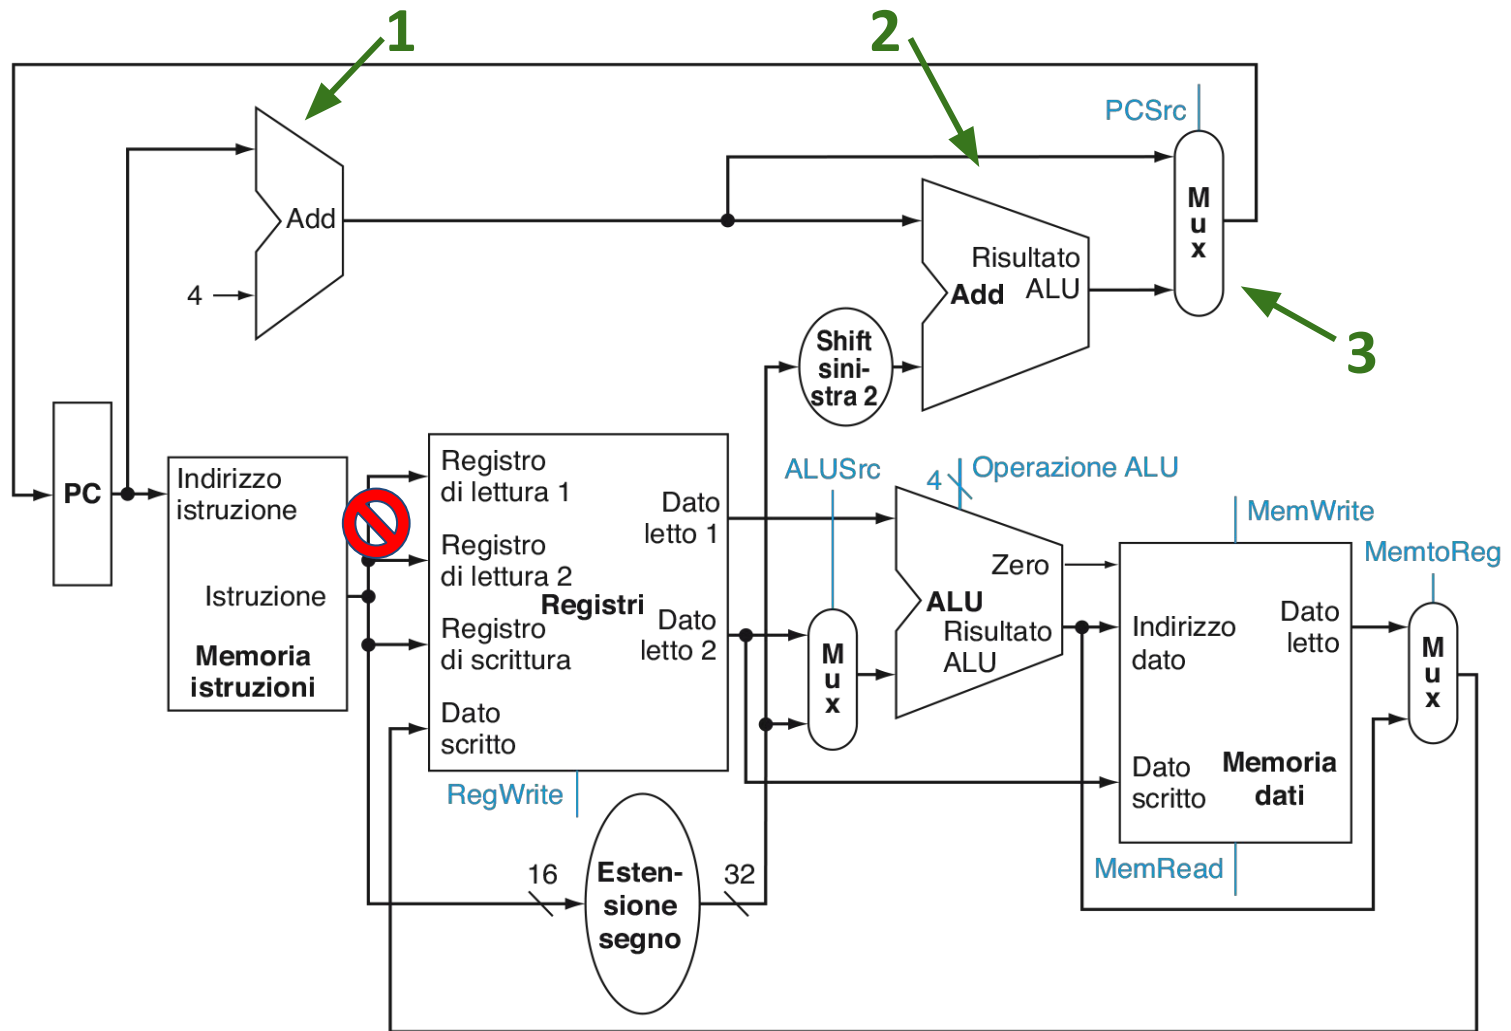 1
2
PCSrc
M
u
x
Add
Risultato
ALU
Add
4
3
Shift
sini-
stra 2
PC
Indirizzo
istruzione
Istruzione
Memoria
istruzioni
Registro
di lettura 1
Registro
di lettura 2
Registri
Registro
di scrittura
Dato
scritto
Dato
letto 1
Dato
letto 2
RegWrite
ALUSrc
M
u
x
4
Operazione ALU
Zero
ALU
Risultato
ALU
MemWrite
MemtoReg
Indirizzo
dato
Dato
letto
Dato
scritto
Memoria
dati
M
u
x
MemRead
16
Esten-
sione
segno
32